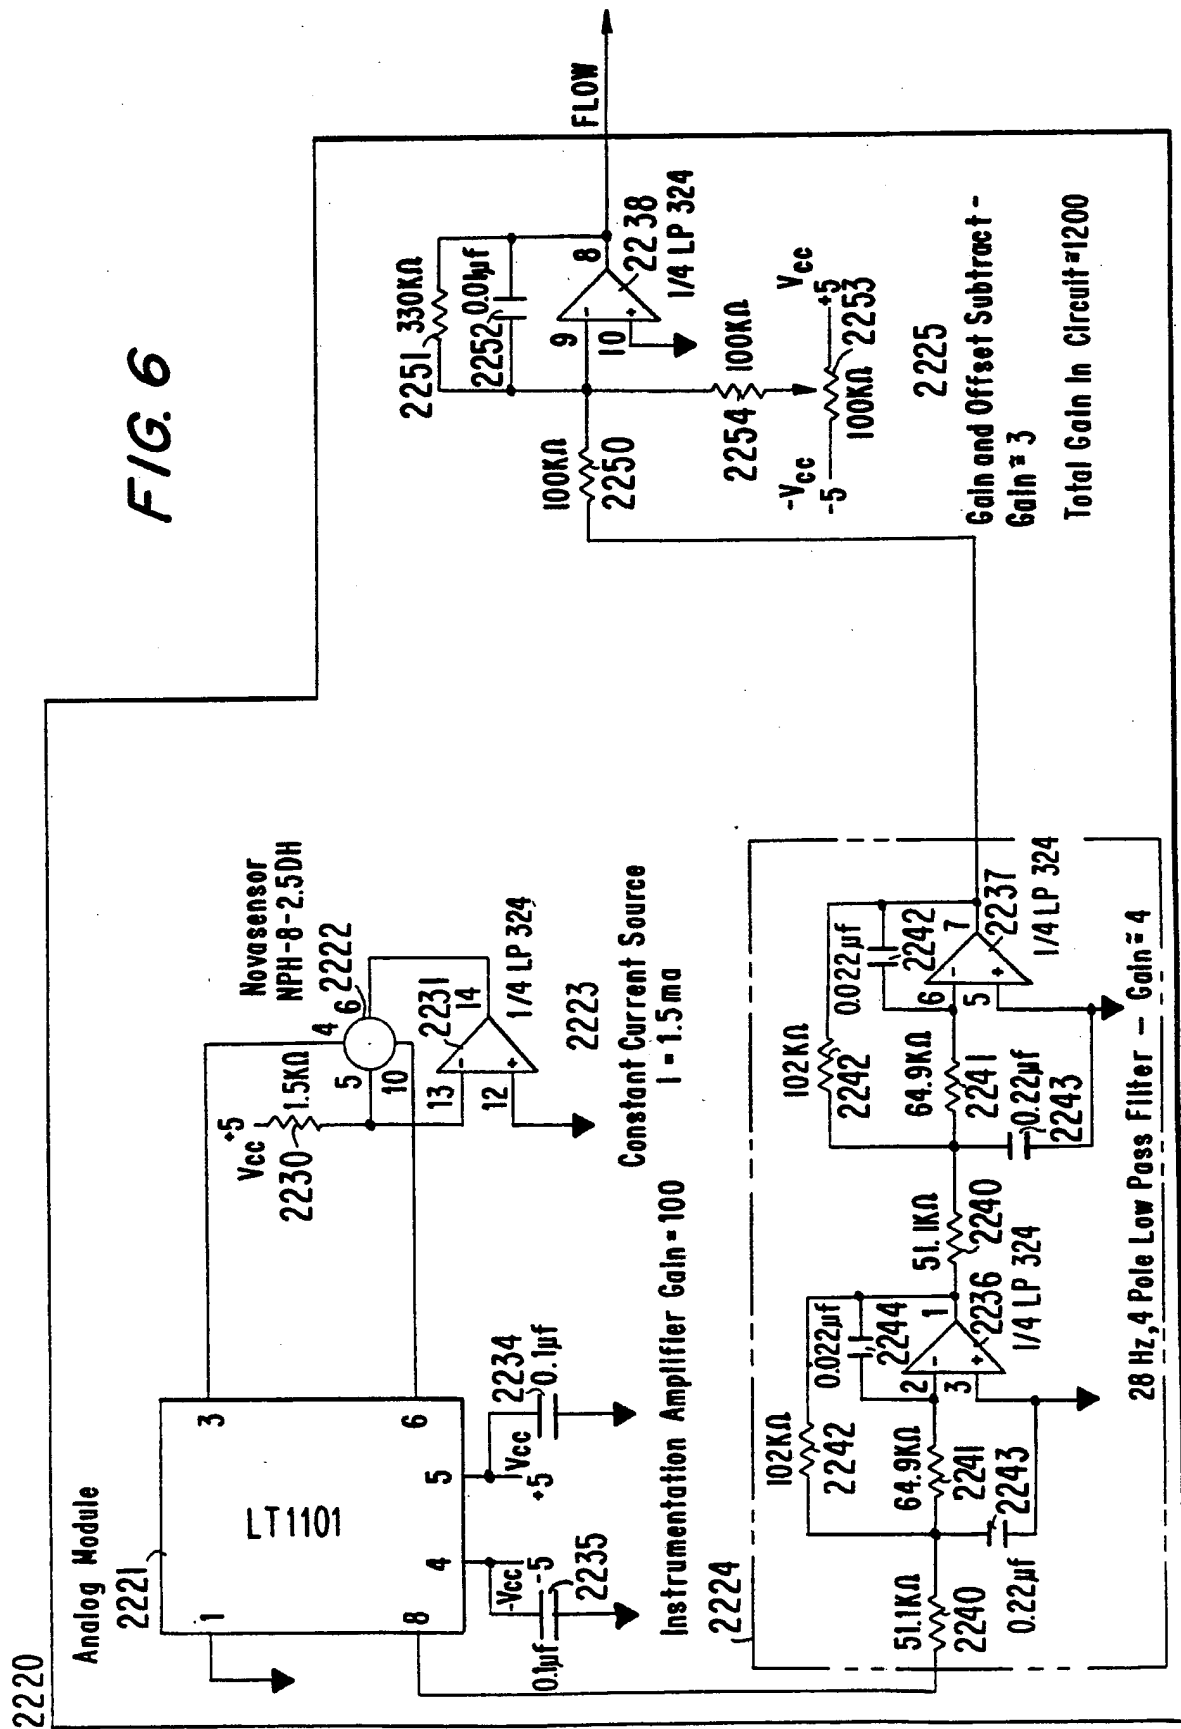 FIG. 6
2220
Analog Module
2221
LT1101
1
3
8
6
4
5
-Vcc
-5
0.1µf
2235
Vcc
+5
2234
0.1µf
Instrumentation Amplifier Gain = 100
Novasensor
NPH-8-2.5DH
2222
4
6
5
10
Vcc
+5
1.5KΩ
2230
13
12
14
2231
1/4 LP 324
2223
Constant Current Source
I = 1.5 ma
2224
51.1KΩ
2240
102KΩ
2242
64.9KΩ
2241
2243
0.22µf
0.022µf
2244
2
3
1
2236
1/4 LP 324
51.1KΩ
2240
102KΩ
2242
64.9KΩ
2241
0.22µf
2243
0.022µf
2242
6
5
7
2237
1/4 LP 324
28 Hz, 4 Pole Low Pass Filter – Gain ≅ 4
100KΩ
2250
2251
330KΩ
2252
0.01µf
9
10
8
2238
1/4 LP 324
FLOW
100KΩ
2254
-Vcc
-5
100KΩ
Vcc
+5
2253
2225
Gain and Offset Subtract -
Gain ≅ 3
Total Gain In Circuit ≅ 1200